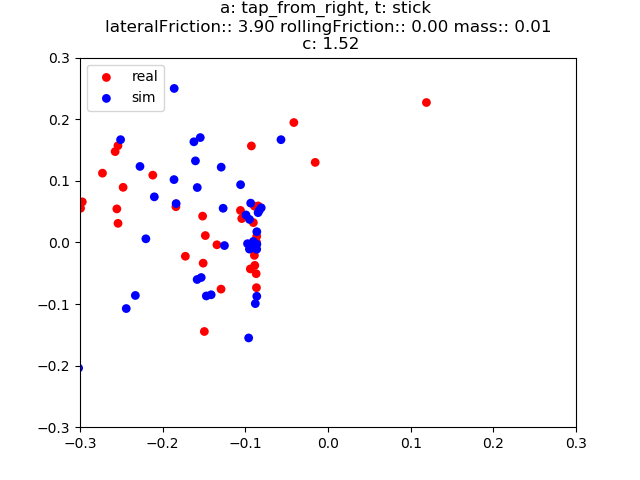 a: tap_from_right, t: stick
lateralFriction:: 3.90 rollingFriction:: 0.00 mass:: 0.01
c: 1.52
real
sim
0.3
0.2
0.1
0.0
−0.1
−0.2
−0.3
−0.3
−0.2
−0.1
0.0
0.1
0.2
0.3